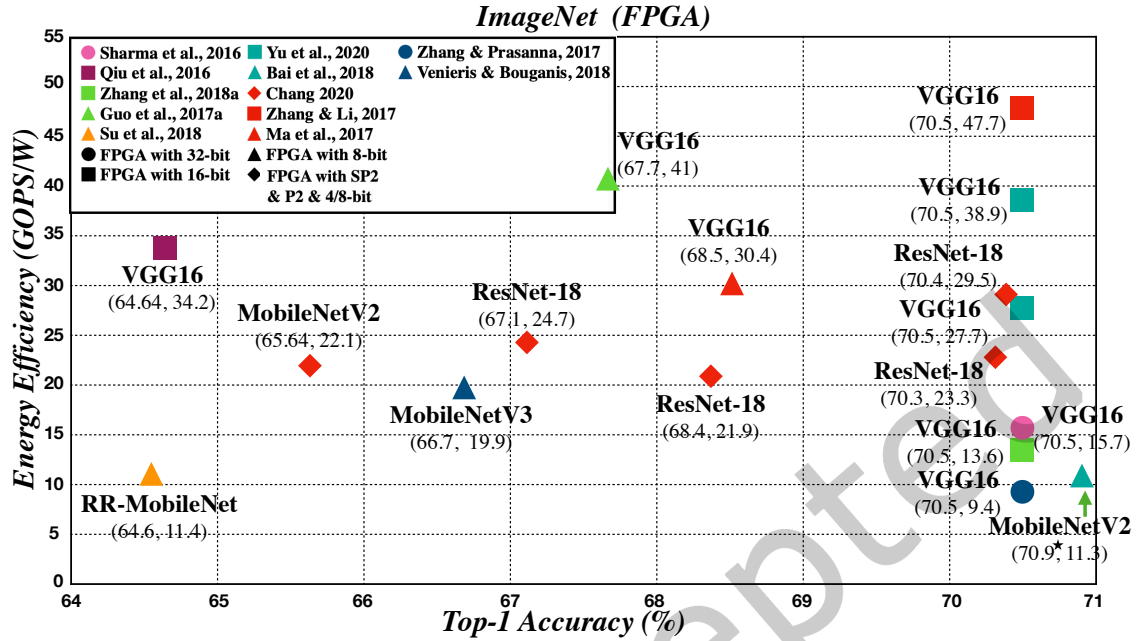 ImageNet (FPGA)
Energy Efficiency (GOPS/W)
55
50
45
40
35
30
25
20
15
10
5
0
Sharma et al., 2016
Qiu et al., 2016
Zhang et al., 2018a
Guo et al., 2017a
Su et al., 2018
FPGA with 32-bit
FPGA with 16-bit
Yu et al., 2020
Bai et al., 2018
Chang 2020
Zhang & Li, 2017
Ma et al., 2017
FPGA with 8-bit
FPGA with SP2
& P2 & 4/8-bit
Zhang & Prasanna, 2017
Venieris & Bouganis, 2018
VGG16
(70.5, 47.7)
VGG16
(67.7, 41)
VGG16
(70.5, 38.9)
VGG16
(68.5, 30.4)
ResNet-18
(70.4, 29.5)
VGG16
(64.64, 34.2)
ResNet-18
(67.1, 24.7)
MobileNetV2
(65.64, 22.1)
VGG16
(70.5, 27.7)
ResNet-18
(70.3, 23.3)
MobileNetV3
(66.7, 19.9)
ResNet-18
(68.4, 21.9)
VGG16
(70.5, 15.7)
VGG16
(70.5, 13.6)
VGG16
(70.5, 9.4)
RR-MobileNet
(64.6, 11.4)
MobileNetV2
(70.9, 11.3)
64
65
66
67
68
69
70
71
Top-1 Accuracy (%)
epted